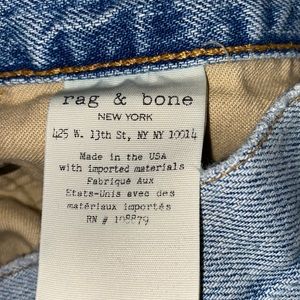 rag & bone
NEW YORK
425 W. 13th St, NY NY 10014
Made in the USA
with imported materials
Fabriqué Aux
Etats-Unis avec des
matériaux importés
RN # 108879